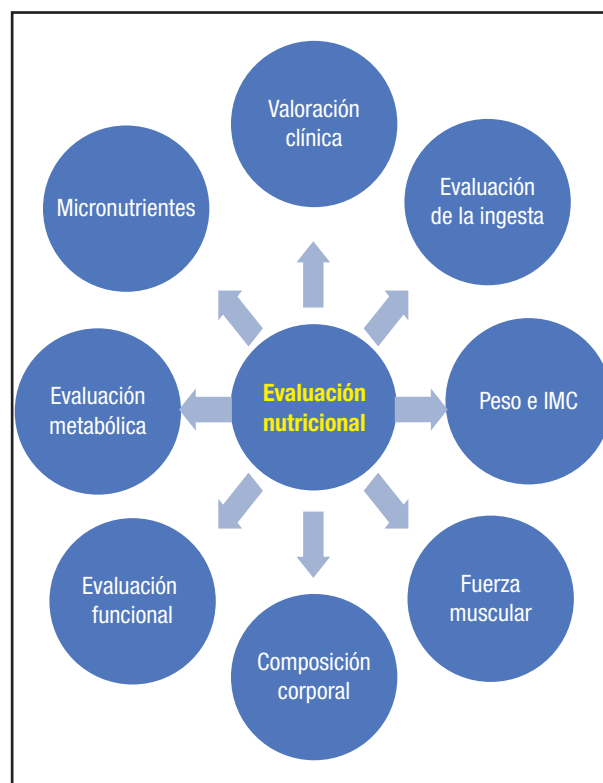 Valoración
clínica
Evaluación
de la ingesta
Peso e IMC
Fuerza
muscular
Composición
corporal
Evaluación
funcional
Evaluación
metabólica
Micronutrientes
Evaluación
nutricional